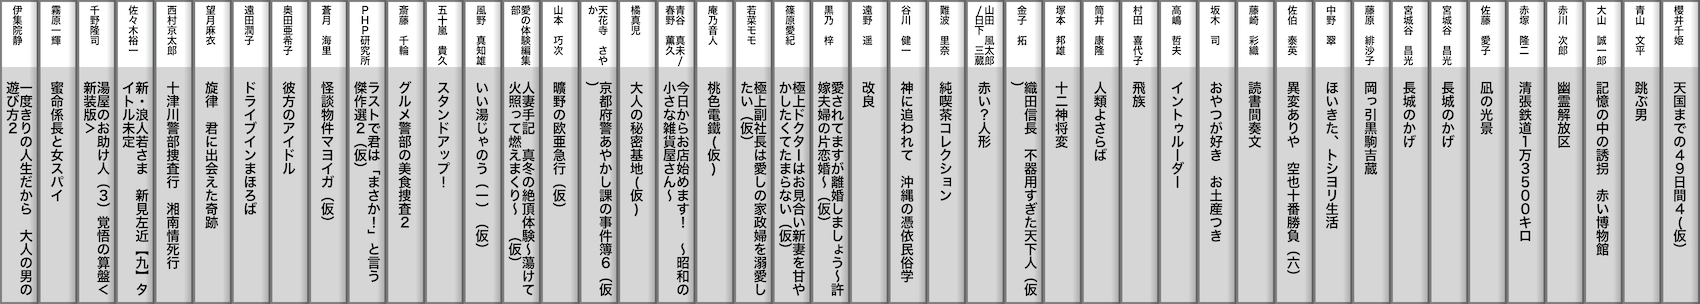 櫻井千姫
天国までの49日間4(仮)
青山 文平
跳ぶ男
大山 誠一郎
記憶の中の誘拐 赤い博物館
赤川 次郎
幽霊解放区
赤塚 隆二
清張鉄道1万3500キロ
佐藤 愛子
凪の光景
宮城谷 昌光
長城のかげ
宮城谷 昌光
長城のかげ
藤原 緋沙子
岡っ引黒駒吉蔵
中野 翠
ほいきた、トシヨリ生活
佐伯 泰英
異変ありや 空也十番勝負(六)
藤崎 彩織
読書間奏文
坂木 司
おやつが好き お土産つき
高嶋 哲夫
イントゥルーダー
村田 喜代子
飛族
筒井 康隆
人類よさらば
塚本 邦雄
十二神将変
金子 拓
織田信長 不器用すぎた天下人(仮
)
山田 風太郎
/日下 三蔵
赤い?人形
難波 里奈
純喫茶コレクション
谷川 健一
神に追われて 沖縄の憑依民俗学
遠野 遥
改良
黒乃 梓
愛されてますが離婚しましょう~許
嫁夫婦の片恋婚~(仮)
篠原愛紀
極上ドクターはお見合い新妻を甘や
かしたくてたまらない(仮)
若菜モモ
極上副社長は愛しの家政婦を溺愛し
たい(仮)
庵乃音人
桃色電鐵(仮)
青谷 真未/
春野 薫久
今日からお店始めます! ~昭和の
小さな雑貨屋さん~
橘真児
大人の秘密基地(仮)
天花寺 さや
か
京都府警あやかし課の事件簿6(仮
)
山本 巧次
曠野の欧亜急行(仮)
愛の体験編集
部
人妻手記 真冬の絶頂体験~蕩けて
火照って燃えまくり~ (仮)
風野 真知雄
いい湯じゃのう(一)(仮)
五十嵐 貴久
スタンドアップ!
斎藤 千輪
グルメ警部の美食捜査2
PHP研究所
ラストで君は「まさか!」と言う
傑作選2(仮)
蒼月 海里
怪談物件マヨイガ(仮)
奥田亜希子
彼方のアイドル
遠田潤子
ドライブインまほろば
望月麻衣
旋律 君に出会えた奇跡
西村京太郎
十津川警部捜査行 湘南情死行
佐々木裕一
新・浪人若さま 新見左近【九】タ
イトル未定
千野隆司
湯屋のお助け人(3)覚悟の算盤<
新装版>
霧原一輝
蜜命係長と女スパイ
伊集院静
一度きりの人生だから 大人の男の
遊び方2